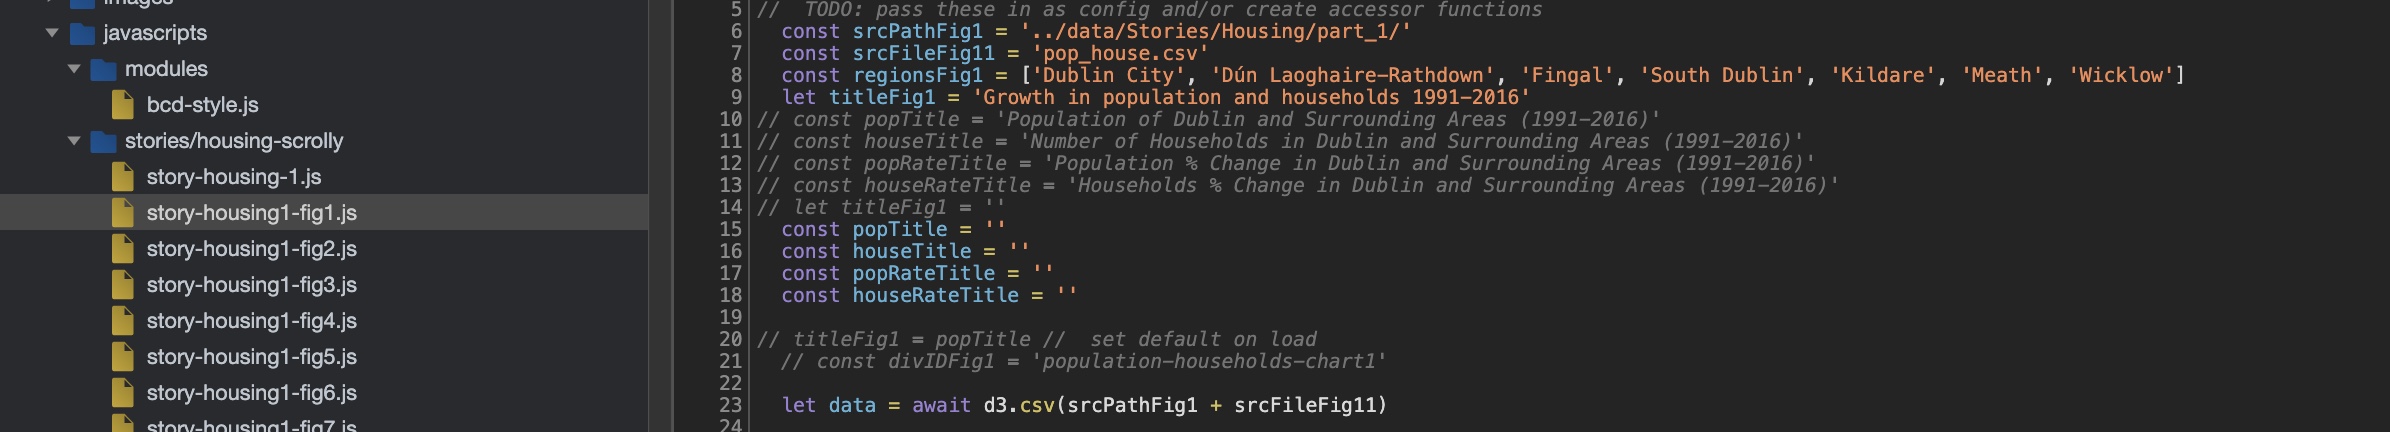 images
javascripts
modules
bcd-style.js
stories/housing-scrolly
story-housing-1.js
story-housing1-fig1.js
story-housing1-fig2.js
story-housing1-fig3.js
story-housing1-fig4.js
story-housing1-fig5.js
story-housing1-fig6.js
story-housing1-fig7.js
5 //  TODO: pass these in as config and/or create accessor functions
6   const srcPathFig1 = '../data/Stories/Housing/part_1/'
7   const srcFileFig11 = 'pop_house.csv'
8   const regionsFig1 = ['Dublin City', 'Dún Laoghaire-Rathdown', 'Fingal', 'South Dublin', 'Kildare', 'Meath', 'Wicklow']
9   let titleFig1 = 'Growth in population and households 1991-2016'
10 // const popTitle = 'Population of Dublin and Surrounding Areas (1991-2016)'
11 // const houseTitle = 'Number of Households in Dublin and Surrounding Areas (1991-2016)'
12 // const popRateTitle = 'Population % Change in Dublin and Surrounding Areas (1991-2016)'
13 // const houseRateTitle = 'Households % Change in Dublin and Surrounding Areas (1991-2016)'
14 // let titleFig1 = ''
15   const popTitle = ''
16   const houseTitle = ''
17   const popRateTitle = ''
18   const houseRateTitle = ''
19
20 // titleFig1 = popTitle //  set default on load
21   // const divIDFig1 = 'population-households-chart1'
22
23   let data = await d3.csv(srcPathFig1 + srcFileFig11)
24